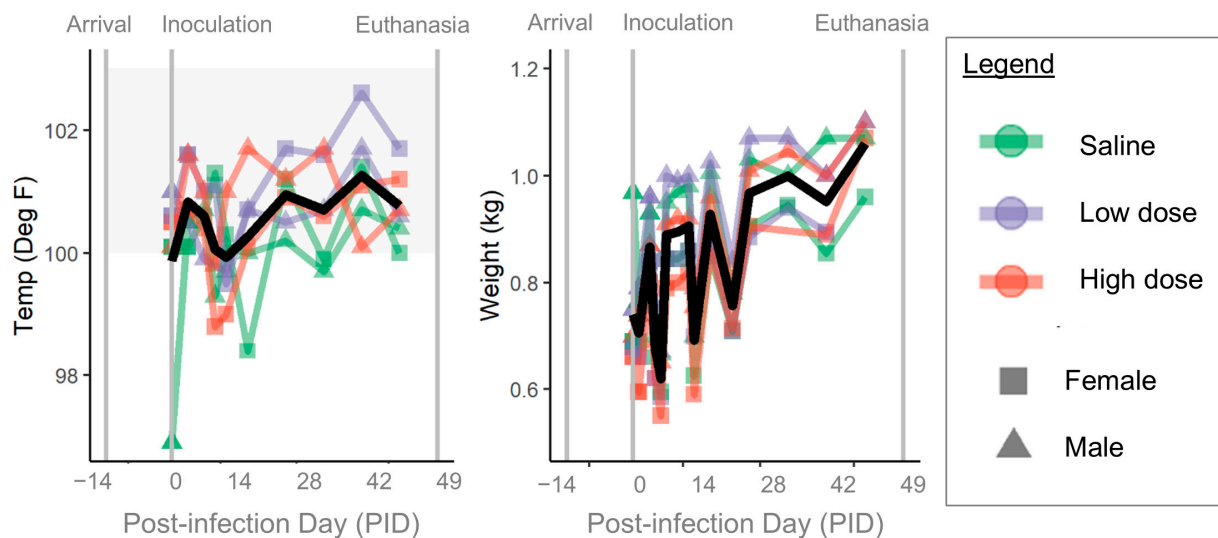 Arrival Inoculation Euthanasia
102
100
98
Temp (Deg F)
−14 0 14 28 42 49
Post-infection Day (PID)
Arrival Inoculation Euthanasia
1.2
1.0
0.8
0.6
Weight (kg)
−14 0 14 28 42 49
Post-infection Day (PID)
Legend
Saline
Low dose
High dose
Female
Male